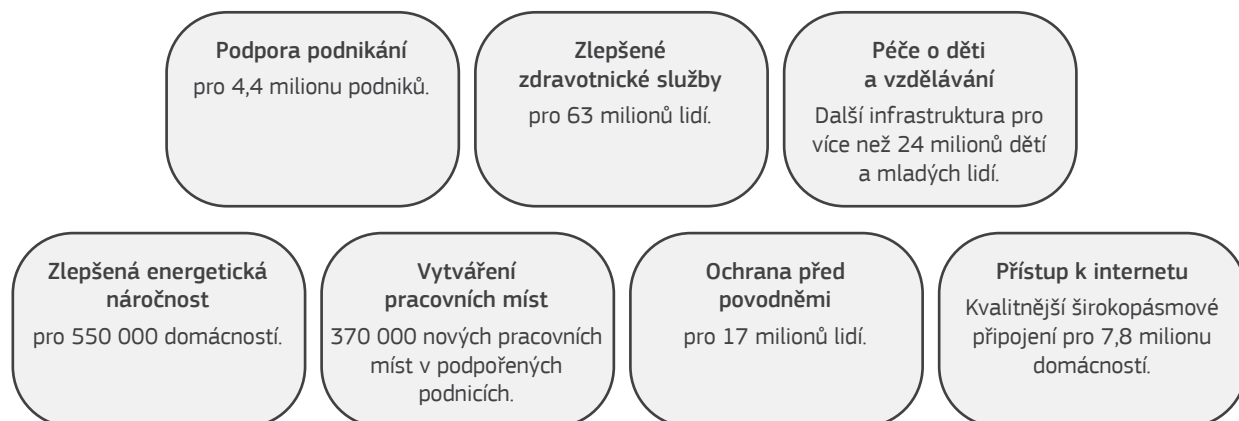 Podpora podnikání
pro 4,4 milionu podniků.
Zlepšené
zdravotnické služby
pro 63 milionů lidí.
Péče o děti
a vzdělávání
Další infrastruktura pro
více než 24 milionů dětí
a mladých lidí.
Zlepšená energetická
náročnost
pro 550 000 domácností.
Vytváření
pracovních míst
370 000 nových pracovních
míst v podpořených
podnicích.
Ochrana před
povodněmi
pro 17 milionů lidí.
Přístup k internetu
Kvalitnější širokopásmové
připojení pro 7,8 milionu
domácností.